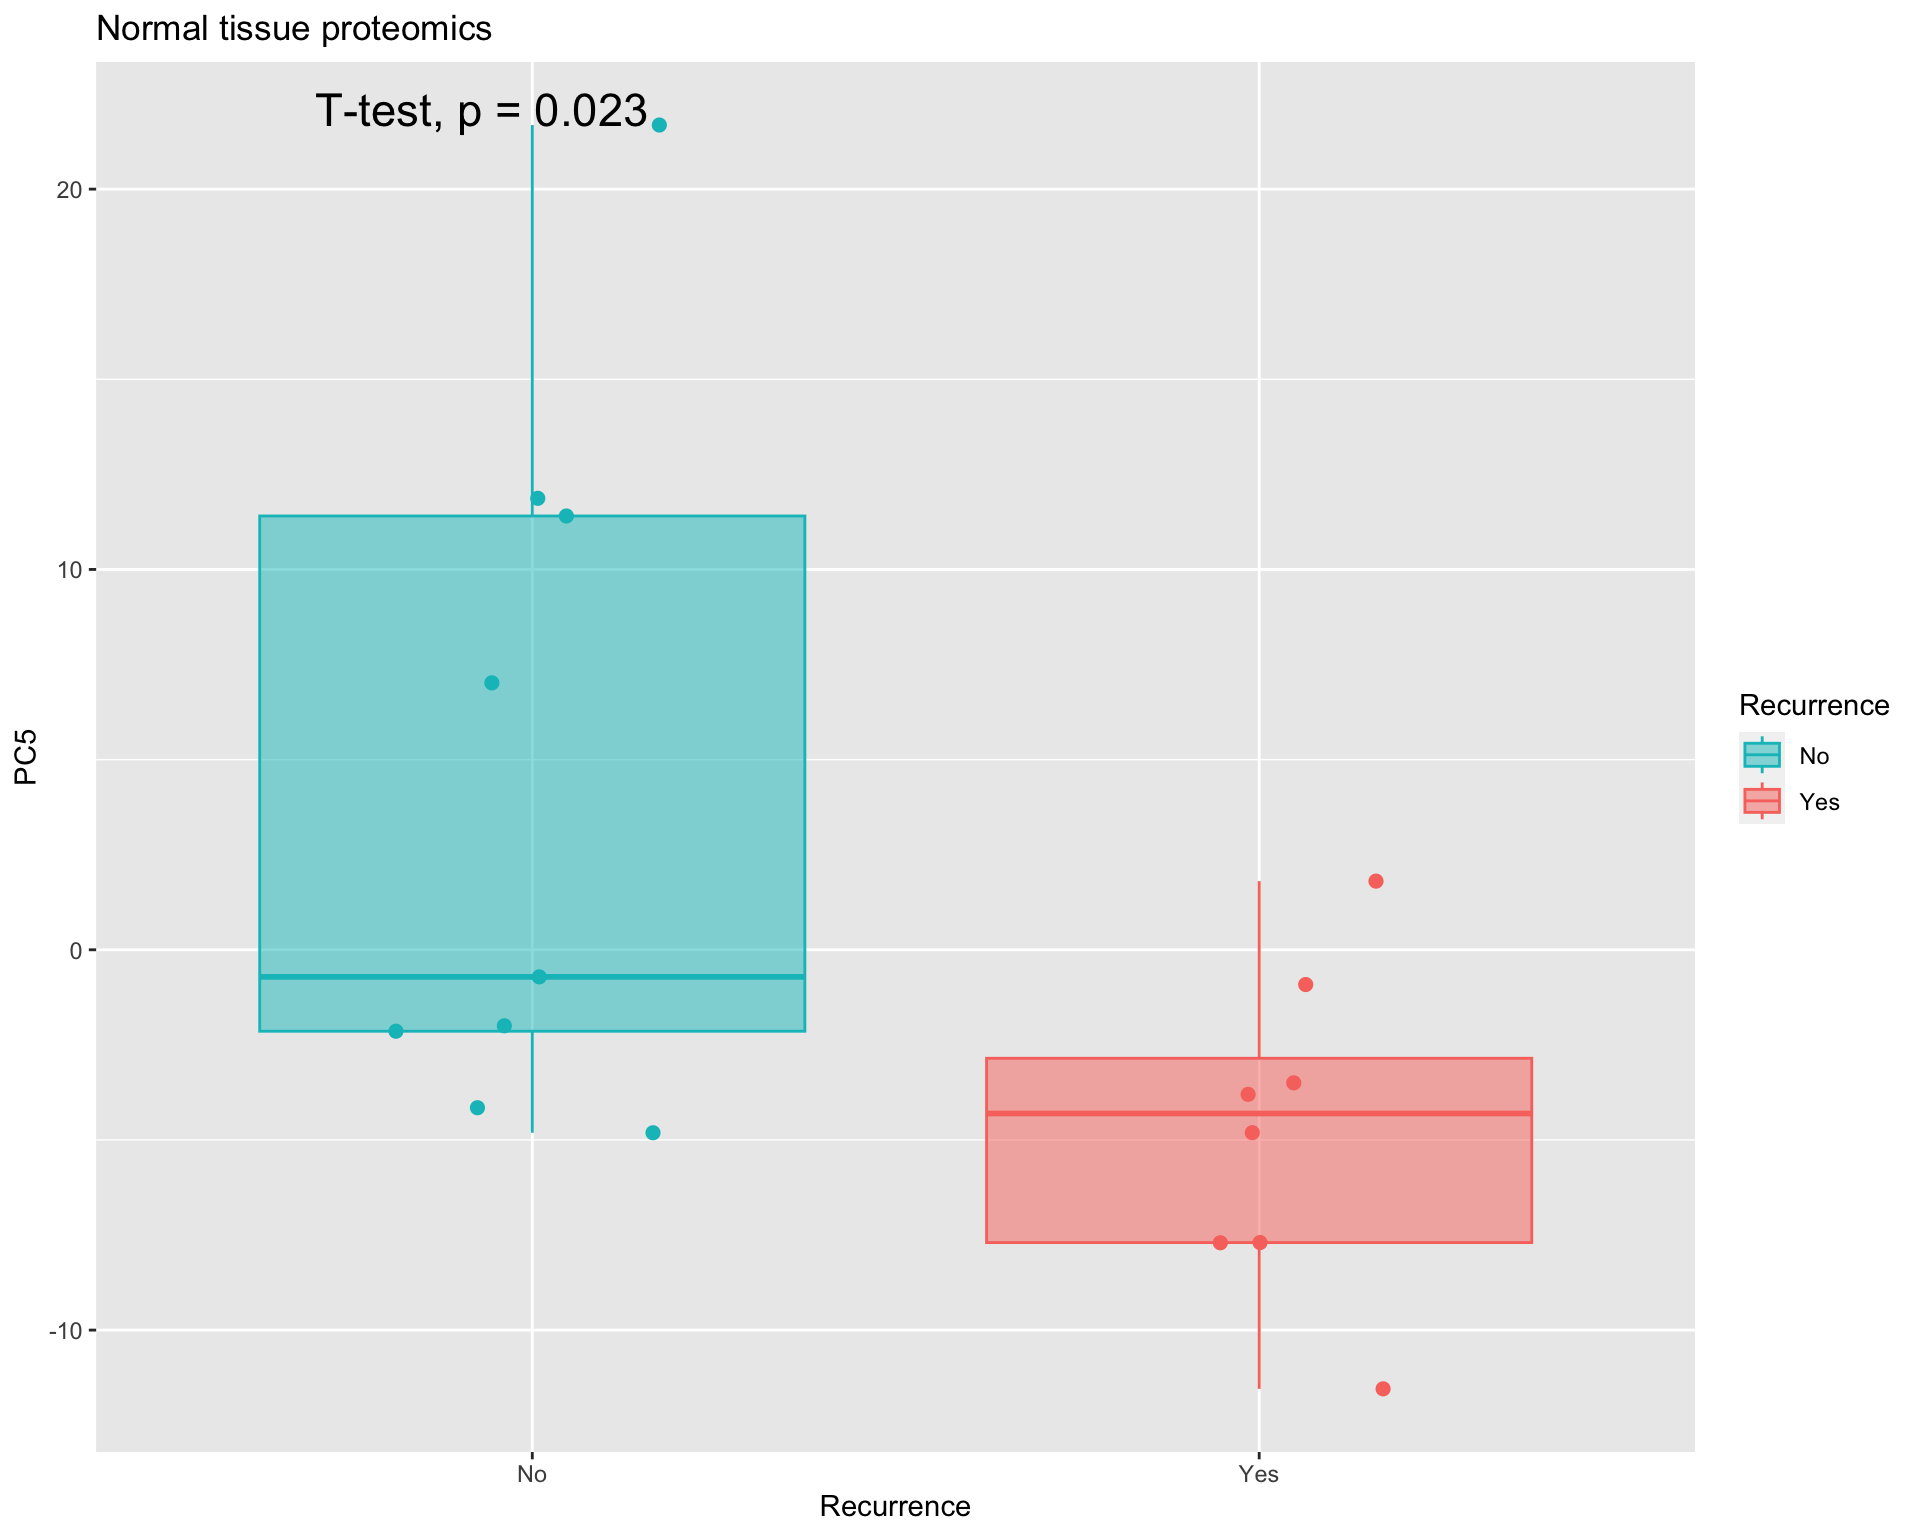 Normal tissue proteomics
T-test, p = 0.023
20
10
0
-10
PC5
No
Yes
Recurrence
Recurrence
No
Yes